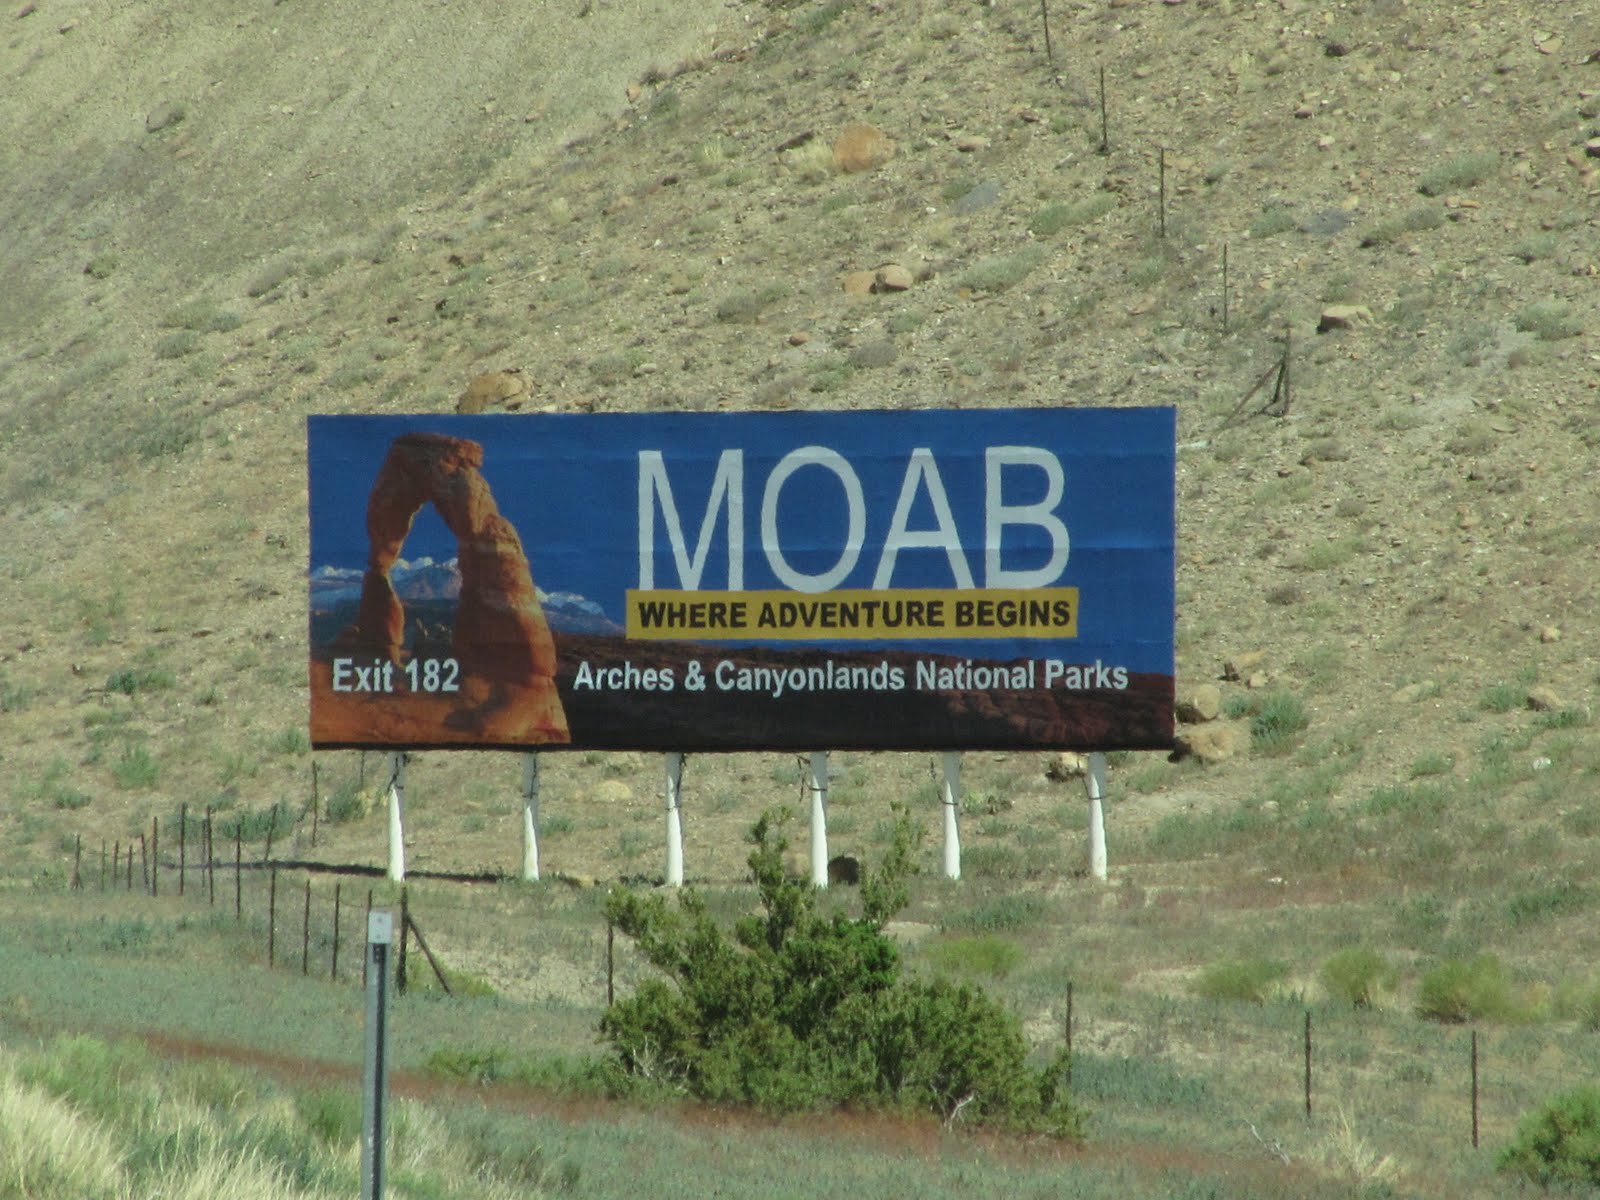 MOAB
WHERE ADVENTURE BEGINS
Exit 182
Arches & Canyonlands National Parks